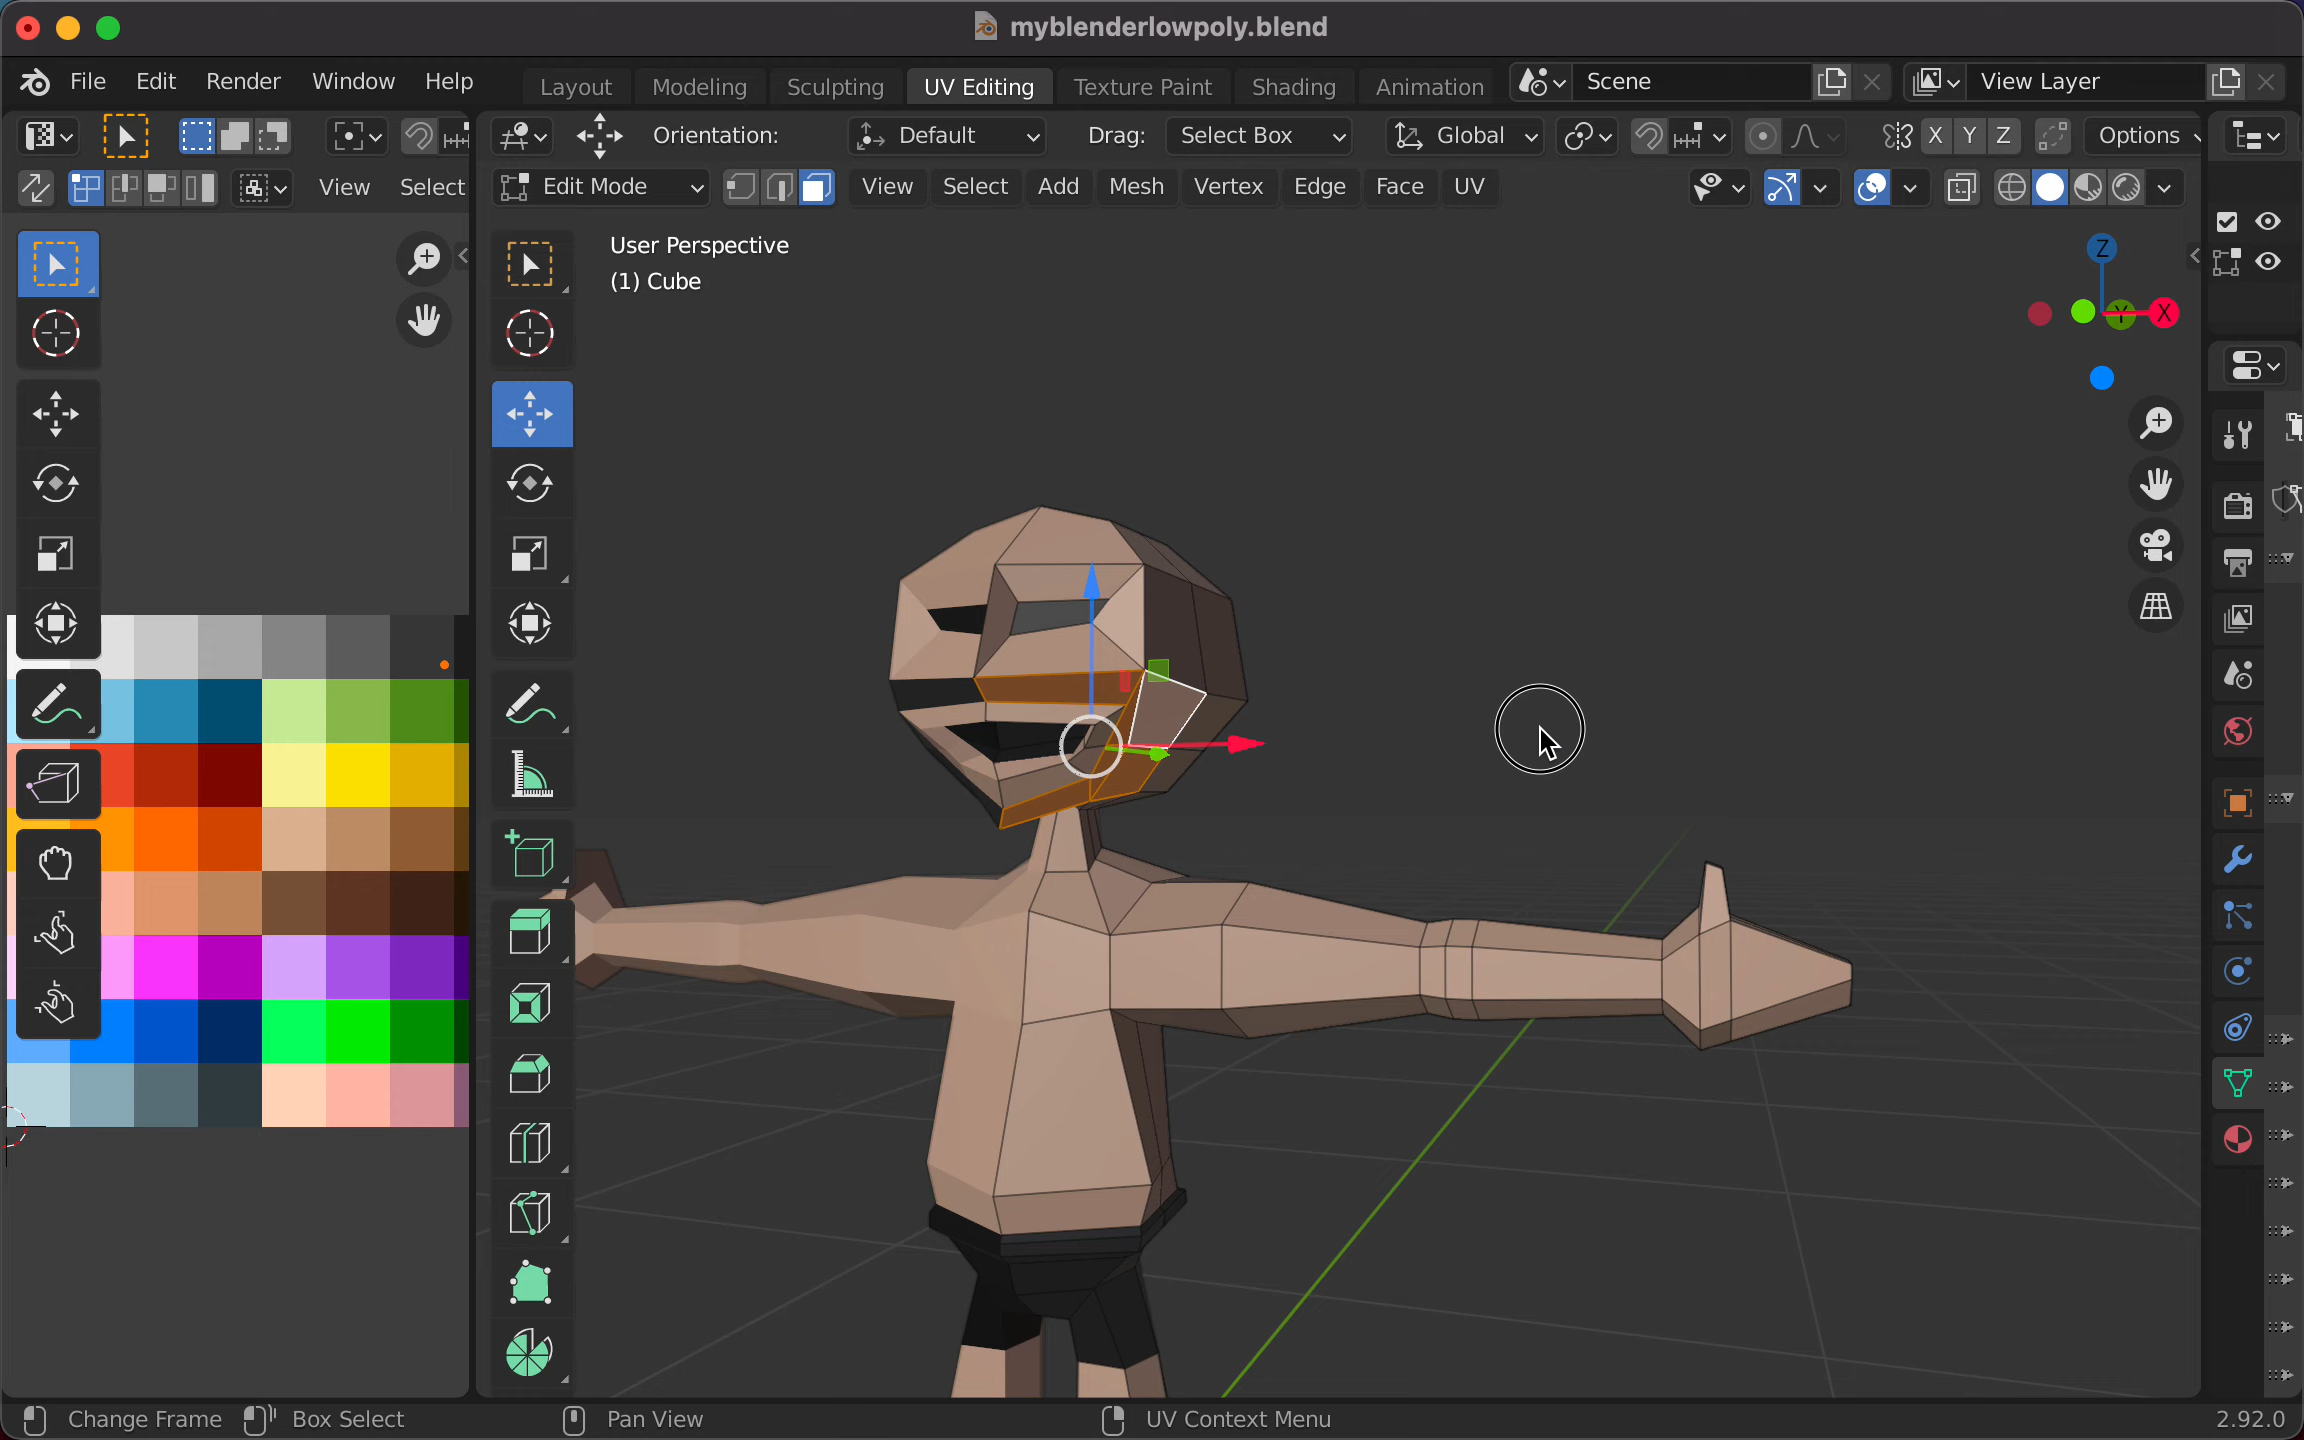 myblenderlowpoly.blend
File Edit Render Window Help Layout Modeling Sculpting UV Editing Texture Paint Shading Animation Scene View Layer
Orientation: Default Drag: Select Box Global X Y Z Options
View Select Edit Mode View Select Add Mesh Vertex Edge Face UV
User Perspective
(1) Cube
Z
Y X
Change Frame Box Select Pan View UV Context Menu 2.92.0